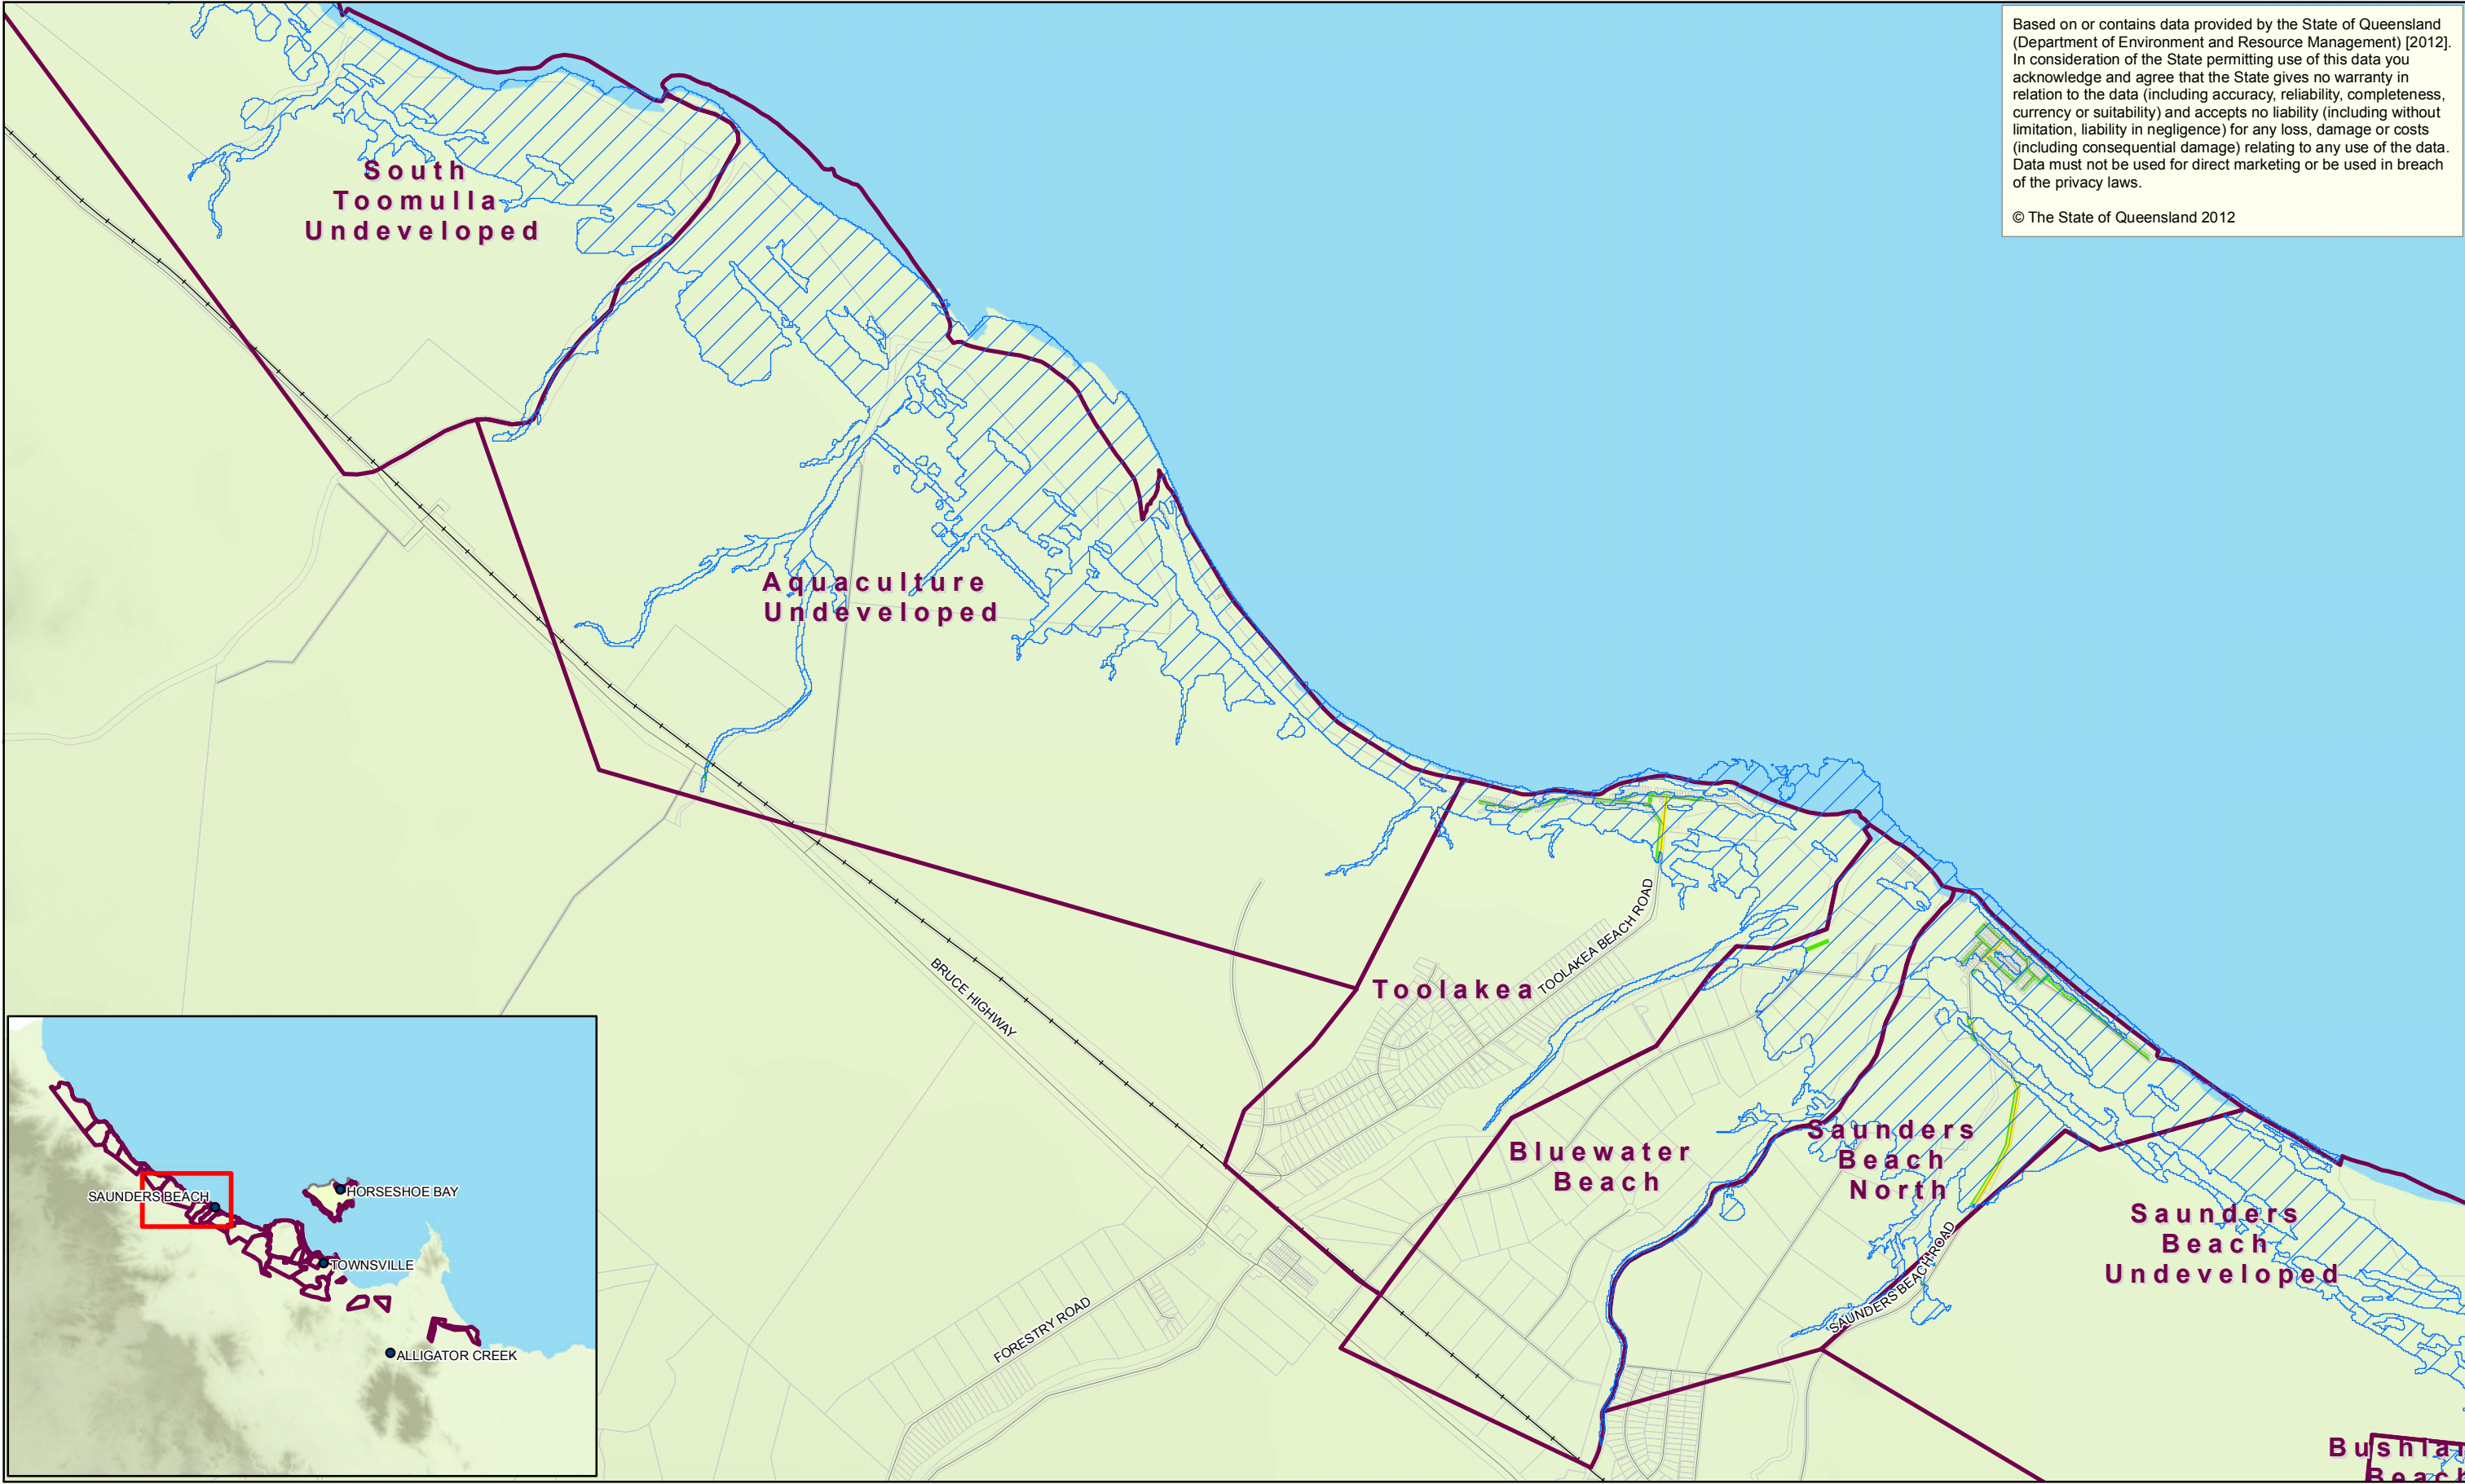 Based on or contains data provided by the State of Queensland
(Department of Environment and Resource Management) [2012].
In consideration of the State permitting use of this data you
acknowledge and agree that the State gives no warranty in
relation to the data (including accuracy, reliability, completeness,
currency or suitability) and accepts no liability (including without
limitation, liability in negligence) for any loss, damage or costs
(including consequential damage) relating to any use of the data.
Data must not be used for direct marketing or be used in breach
of the privacy laws.
© The State of Queensland 2012
South
Toomulla
Undeveloped
Aquaculture
Undeveloped
TOOLAKEA BEACH ROAD
BRUCE HIGHWAY
Toolakea
Bluewater
Beach
Saunders
Beach
North
Saunders
Beach
Undeveloped
SAUNDERS BEACH ROAD
FORESTRY ROAD
SAUNDERS BEACH
HORSESHOE BAY
TOWNSVILLE
ALLIGATOR CREEK
Beach